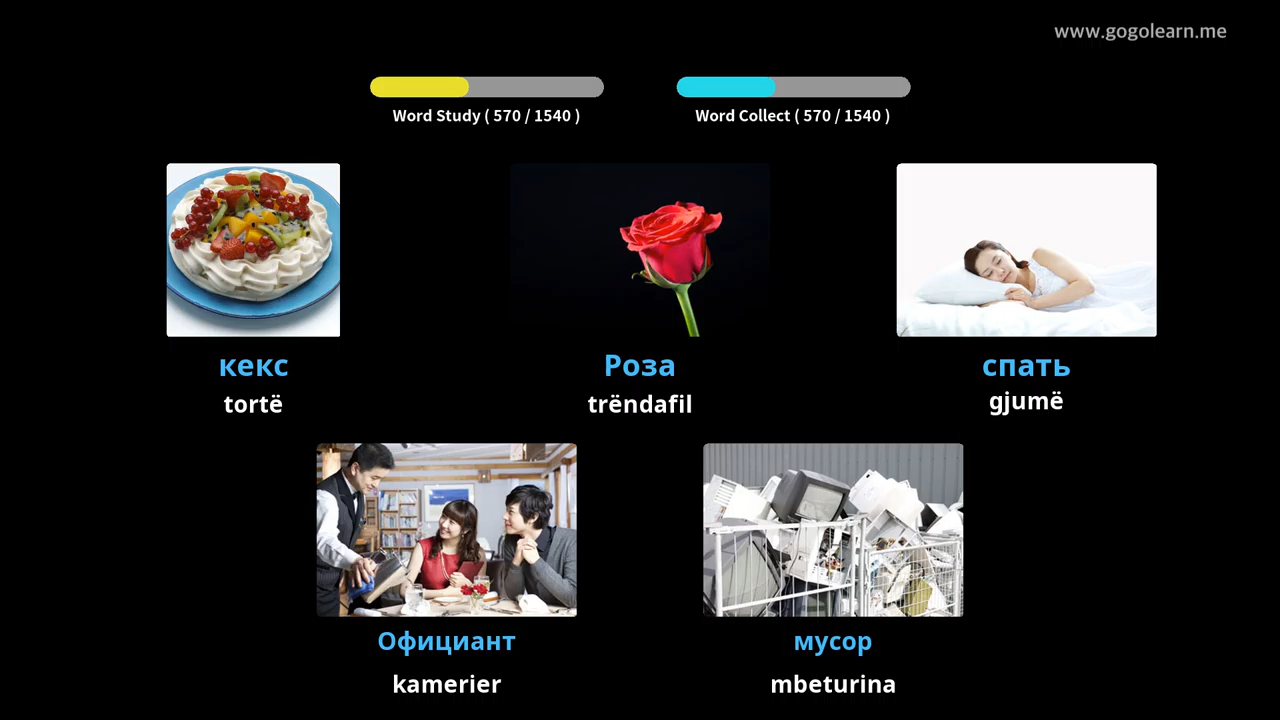 www.gogolearn.me
Word Study ( 570 / 1540 )
Word Collect ( 570 / 1540 )
кекс
Роза
спать
tortë
trëndafil
gjumë
Официант
мусор
kamerier
mbeturina